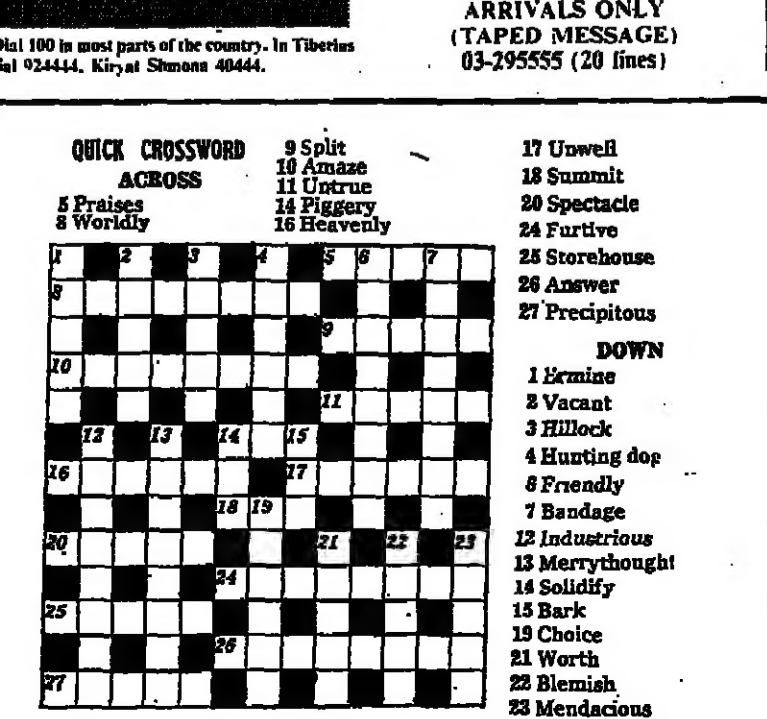 Dial 100 in most parts of the country. In Tiberias
dial 924444. Kiryat Shmona 40444.
ARRIVALS ONLY
(TAPED MESSAGE)
03-295555 (20 lines)
QUICK CROSSWORD
ACROSS
5 Praises
8 Worldly
9 Split
10 Amaze
11 Untrue
14 Piggery
16 Heavenly
17 Unwell
18 Summit
20 Spectacle
24 Furtive
25 Storehouse
26 Answer
27 Precipitous
DOWN
1 Ermine
2 Vacant
3 Hillock
4 Hunting dog
6 Friendly
7 Bandage
12 Industrious
13 Merrythought
14 Solidify
15 Bark
19 Choice
21 Worth
22 Blemish
23 Mendacious
1 2 3 4 5 6 7
8
9
10
11
12 13 14 15
16 17
18 19
20 21 22 23
24
25
26
27